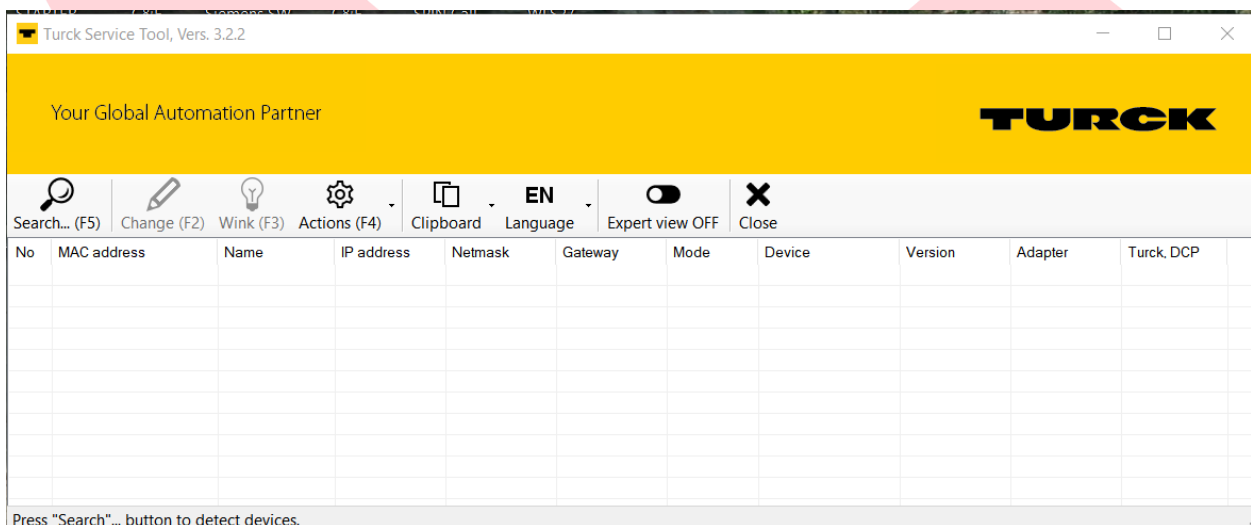 Turck Service Tool, Vers. 3.2.2
Your Global Automation Partner
TURCK
EN
Search... (F5) Change (F2) Wink (F3) Actions (F4) Clipboard Language Expert view OFF Close
No MAC address Name IP address Netmask Gateway Mode Device Version Adapter Turck, DCP
Press "Search"... button to detect devices.